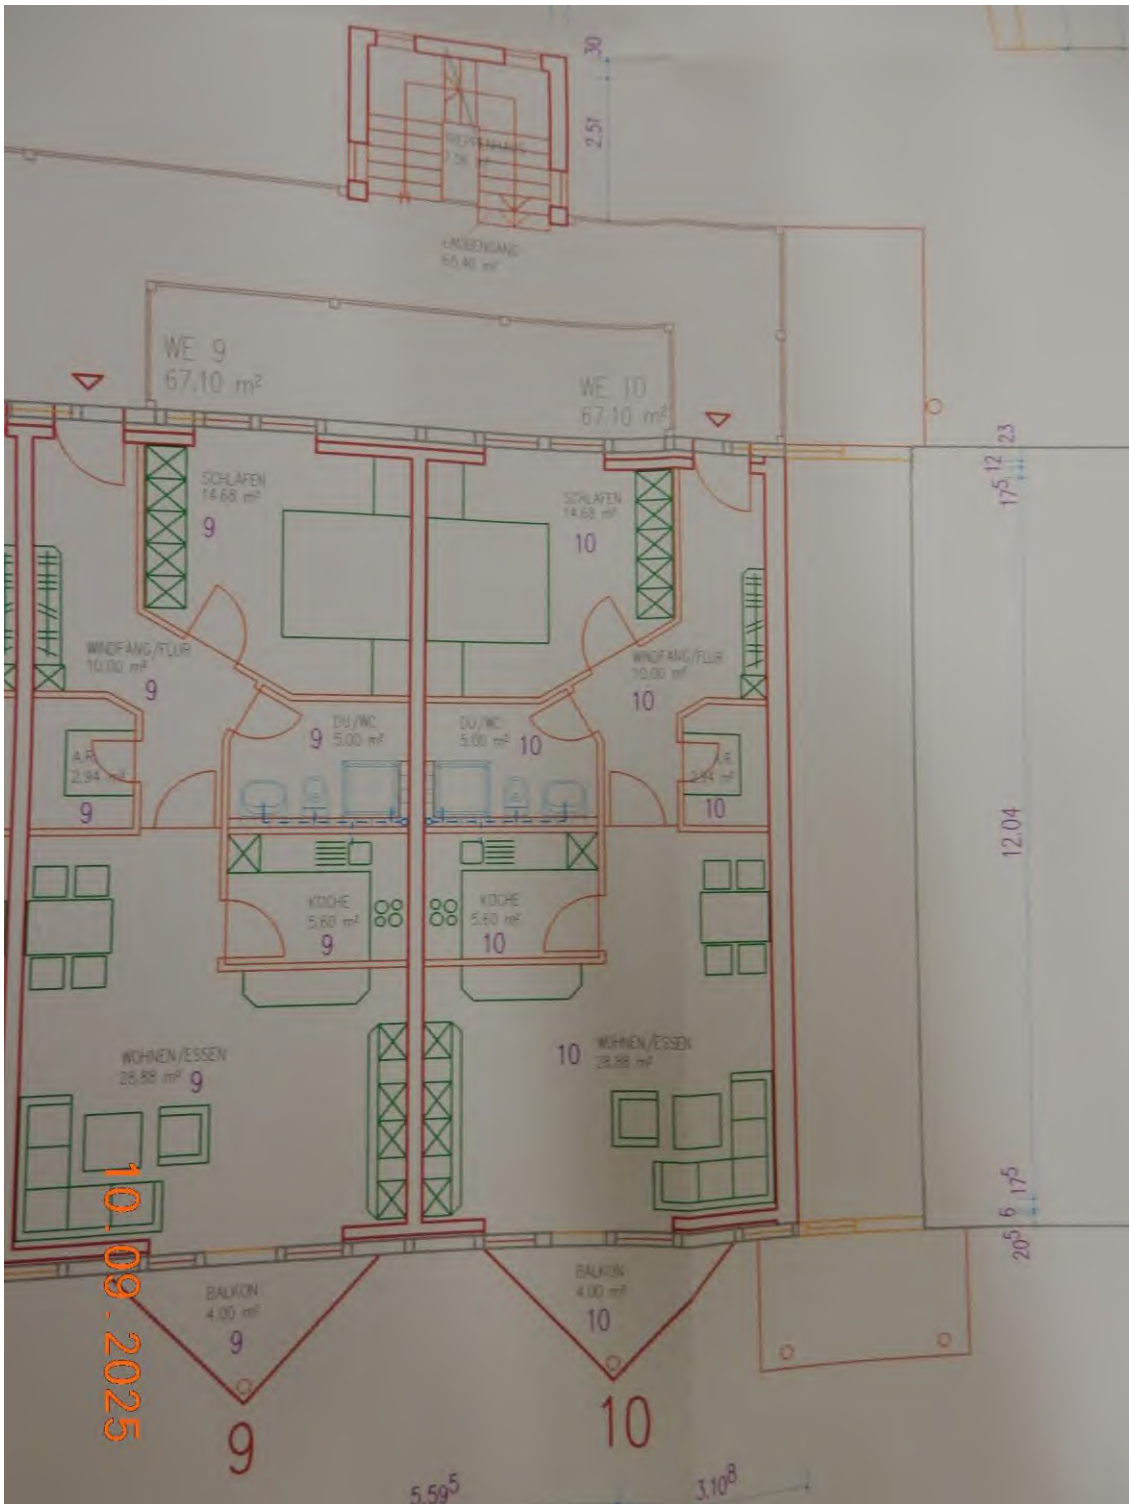 30
2.57
TREPPENHAUS
LAUBENGANG
WE 9
67.10 m²
WE 10
67.10 m²
23
12
17⁵
SCHLAFEN
14.68 m²
9
SCHLAFEN
14.68 m²
10
WINDFANG/FLUR
10.00 m²
9
WINDFANG/FLUR
10.00 m²
10
DU/WC
5.00 m²
9
DU/WC
5.00 m²
10
A.R.
2.94 m²
9
A.R.
2.94 m²
10
12.04
KÜCHE
5.60 m²
9
KÜCHE
5.60 m²
10
WOHNEN/ESSEN
28.88 m²
9
WOHNEN/ESSEN
28.88 m²
10
17⁵
6
20⁵
BALKON
4.00 m²
9
BALKON
4.00 m²
10
9
10
5.59⁵
3.10⁸
10.09.2025